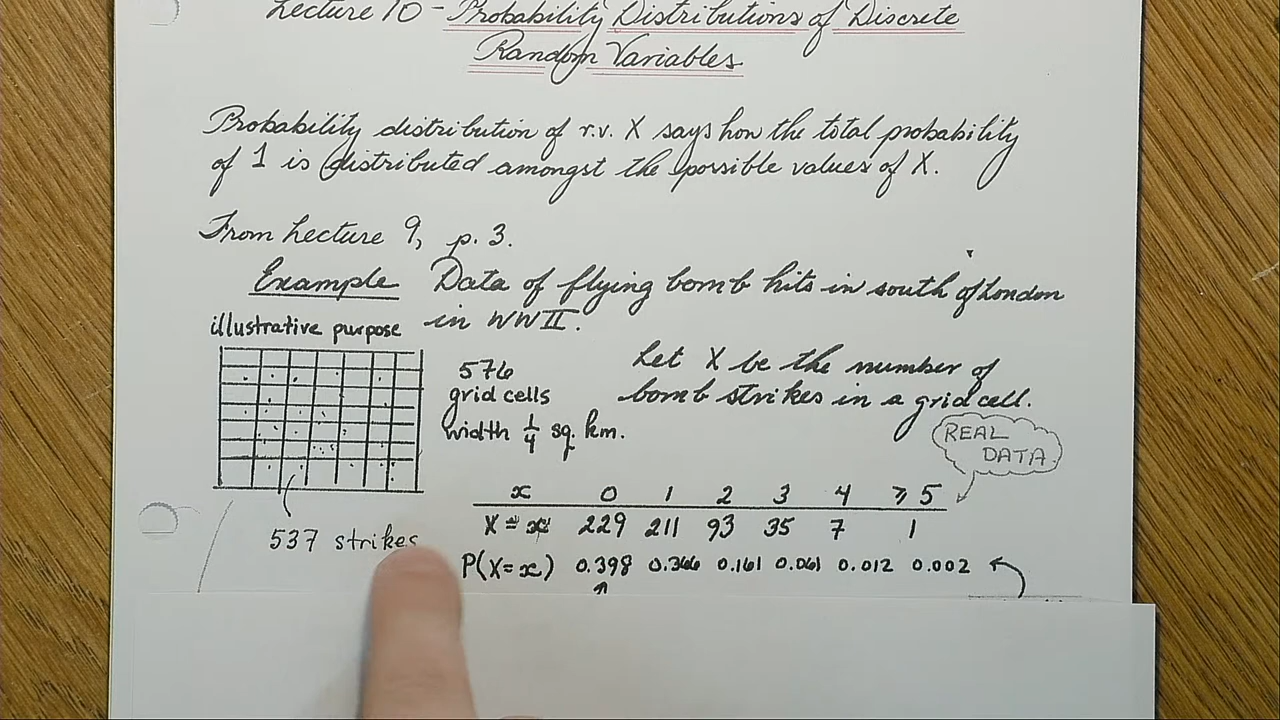 Lecture 10 - Probability Distributions of Discrete
Random Variables
Probability distribution of r.v. X says how the total probability
of 1 is distributed amongst the possible values of X.
From Lecture 9, p. 3.
Example Data of flying bomb hits in south of London
in WWII.
illustrative purpose
576
grid cells
width 1/4 sq. km.
Let X be the number of
bomb strikes in a grid cell.
REAL
DATA
537 strikes
x 0 1 2 3 4 ≥ 5
X = x 229 211 93 35 7 1
P(X=x) 0.398 0.366 0.161 0.061 0.012 0.002